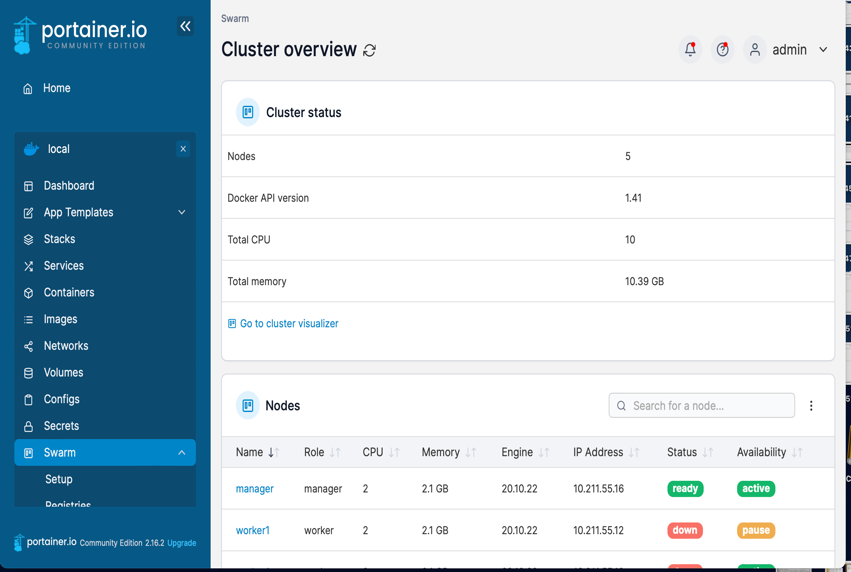 portainer.io
COMMUNITY EDITION
Home
local
Dashboard
App Templates
Stacks
Services
Containers
Images
Networks
Volumes
Configs
Secrets
Swarm
Setup
Registries
portainer.io Community Edition 2.16.2 Upgrade
Swarm
Cluster overview
admin
Cluster status
Nodes 5
Docker API version 1.41
Total CPU 10
Total memory 10.39 GB
Go to cluster visualizer
Nodes
Search for a node...
Name Role CPU Memory Engine IP Address Status Availability
manager manager 2 2.1 GB 20.10.22 10.211.55.16 ready active
worker1 worker 2 2.1 GB 20.10.22 10.211.55.12 down pause